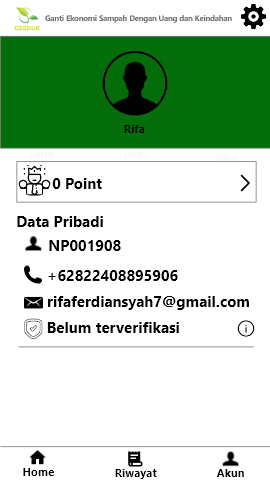 Ganti Ekonomi Sampah Dengan Uang dan Keindahan
CESDUK
Rifa
0 Point
Data Pribadi
NP001908
+62822408895906
rifaferdiansyah7@gmail.com
Belum terverifikasi
Home
Riwayat
Akun